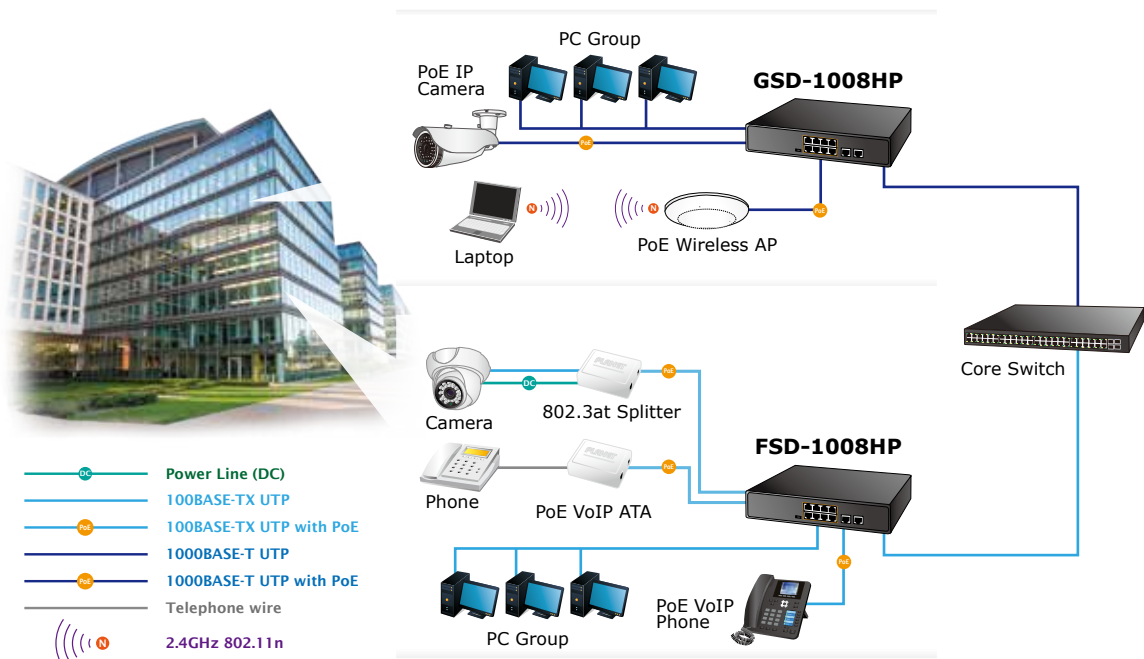 PC Group
PoE IP
Camera
GSD-1008HP
PoE
N
N
PoE
Laptop
PoE Wireless AP
Core Switch
PLANET
PoE
DC
Camera
802.3at Splitter
FSD-1008HP
PLANET
PoE
Phone
PoE VoIP ATA
PoE
PoE VoIP
Phone
PC Group
DC
Power Line (DC)
100BASE-TX UTP
PoE
100BASE-TX UTP with PoE
1000BASE-T UTP
PoE
1000BASE-T UTP with PoE
Telephone wire
N
2.4GHz 802.11n